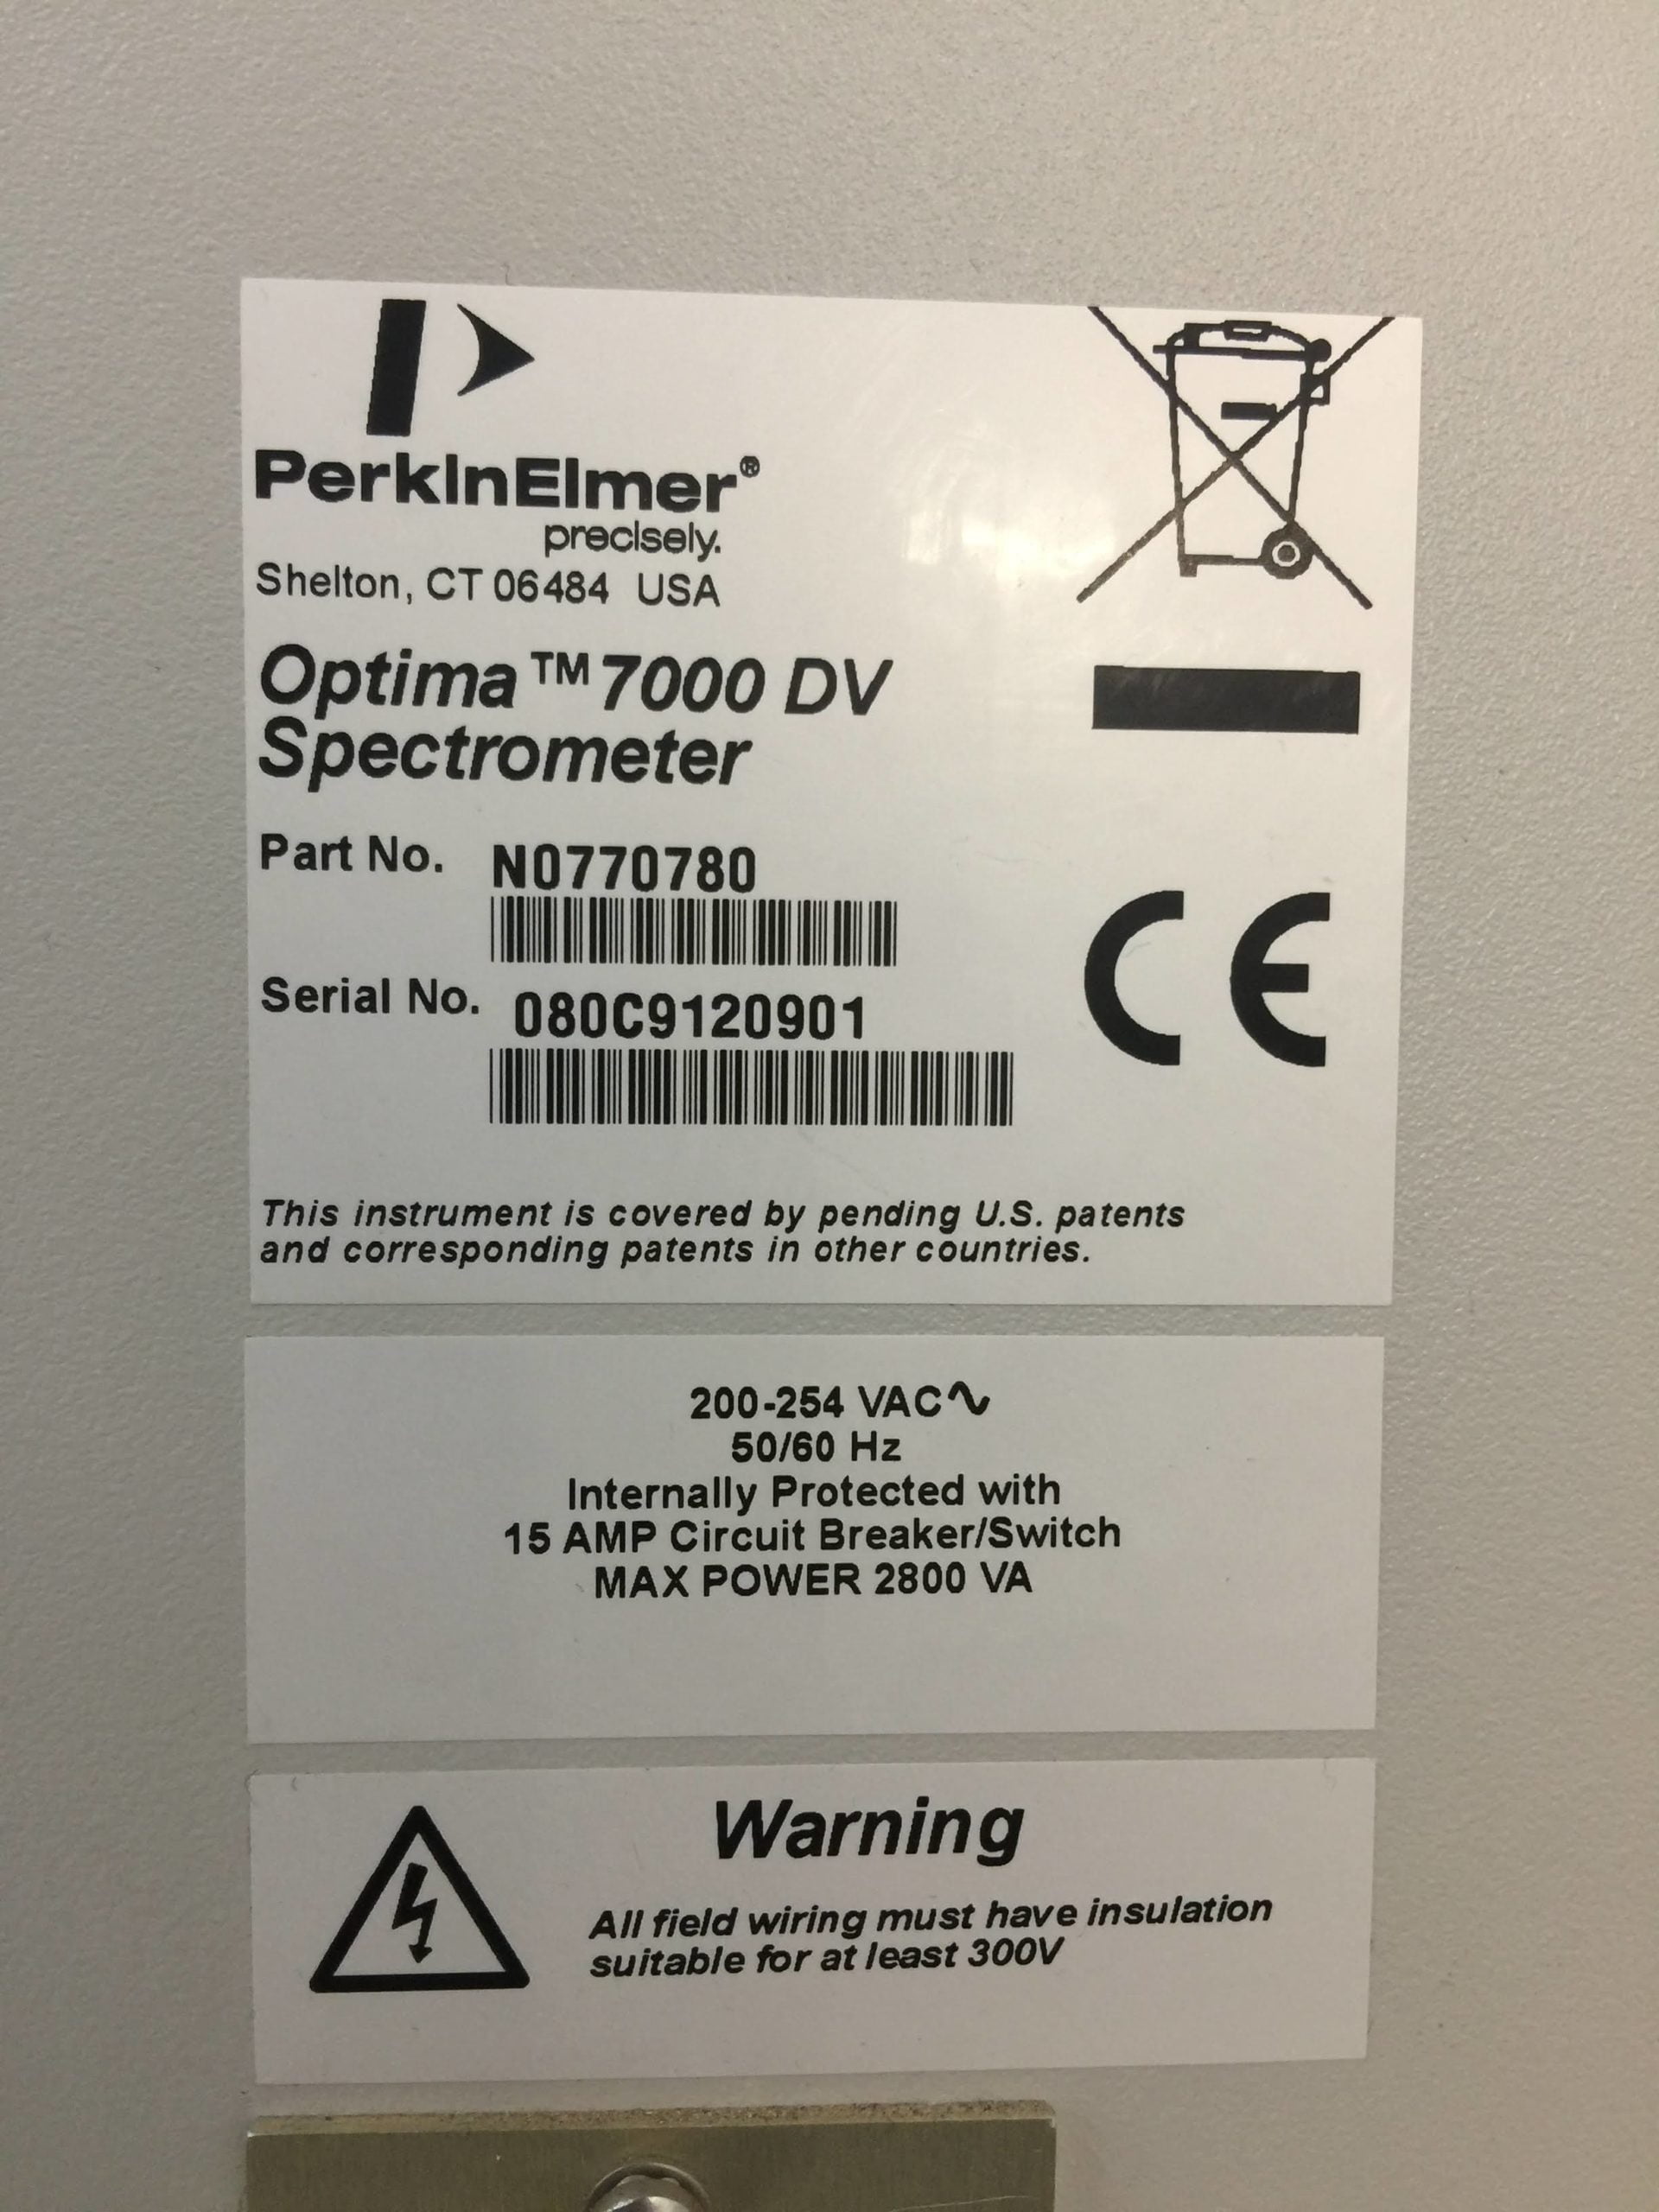 PerkinElmer®
precisely.
Shelton, CT 06484 USA
Optima™ 7000 DV
Spectrometer
Part No. N0770780
Serial No. 080C9120901
CE
This instrument is covered by pending U.S. patents
and corresponding patents in other countries.
200-254 VAC∿
50/60 Hz
Internally Protected with
15 AMP Circuit Breaker/Switch
MAX POWER 2800 VA
Warning
All field wiring must have insulation
suitable for at least 300V